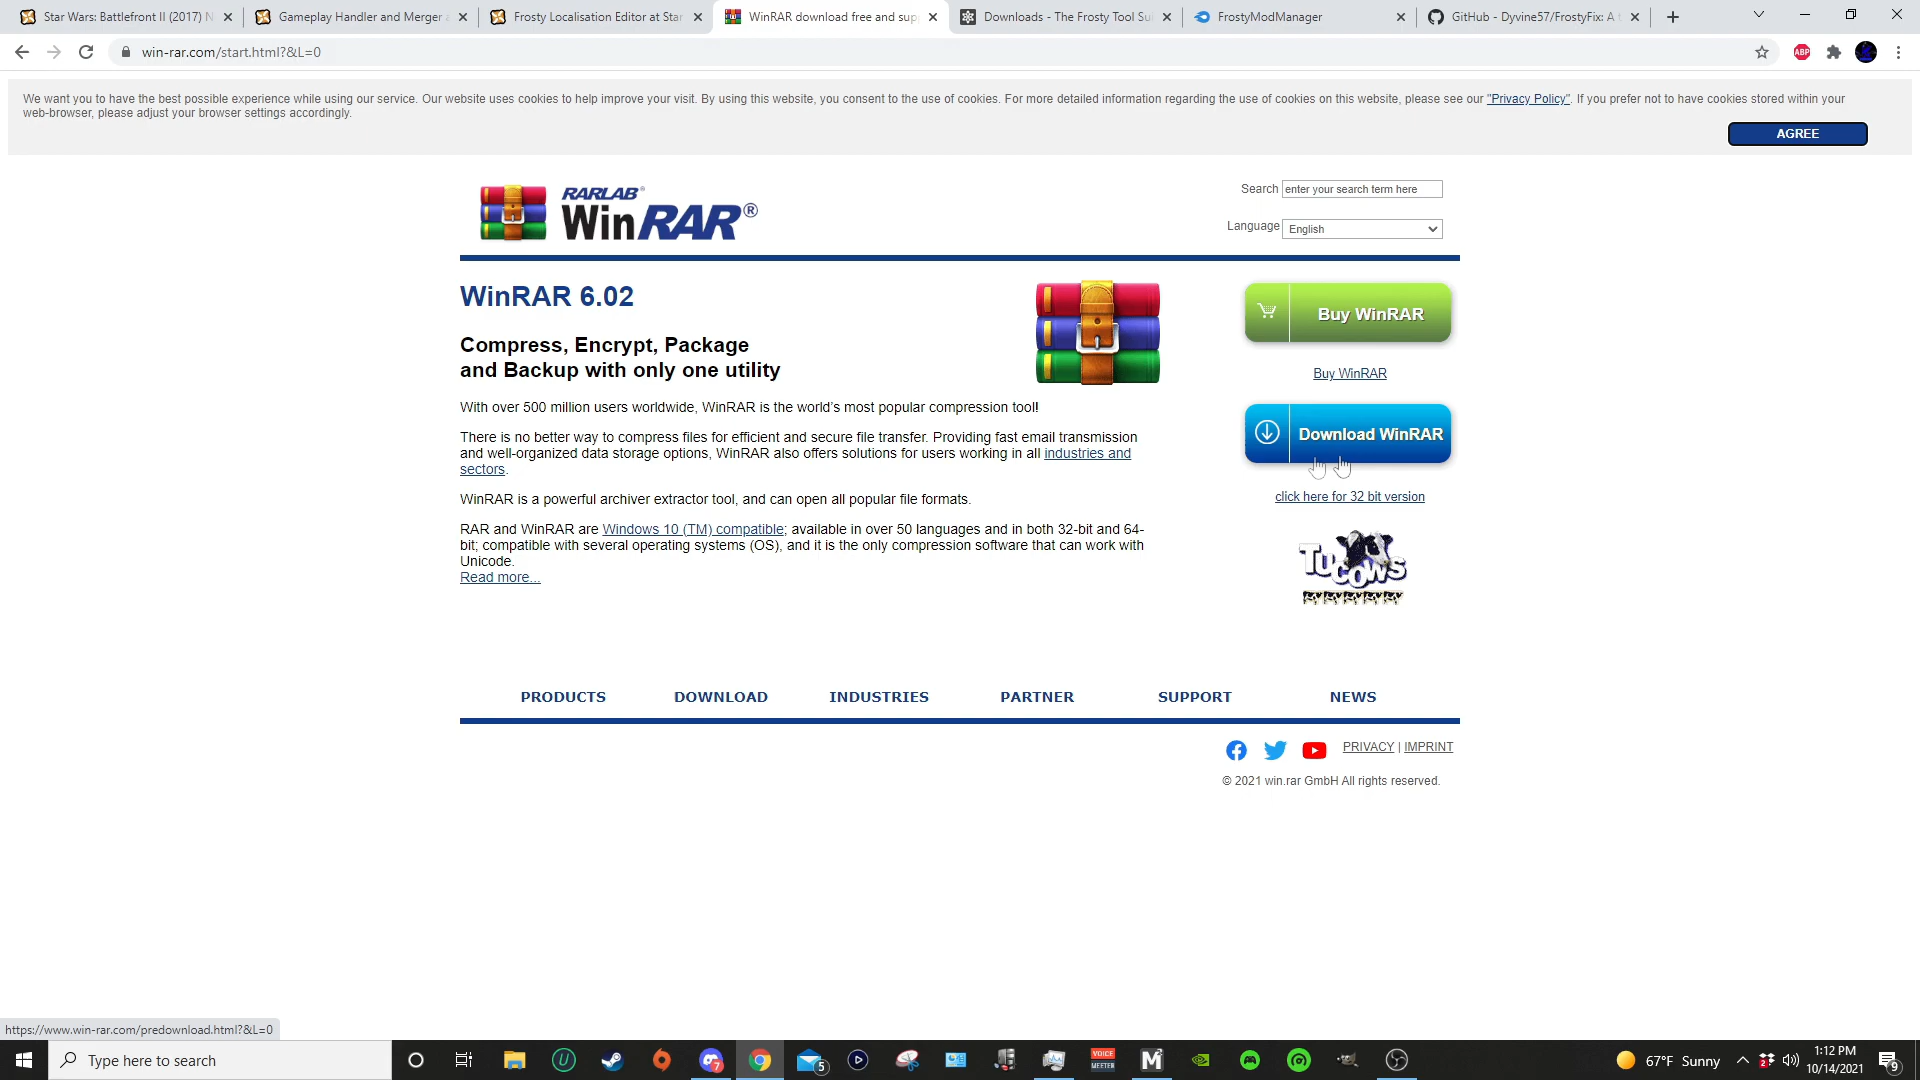 Star Wars: Battlefront II (2017) N
Gameplay Handler and Merger a
Frosty Localisation Editor at Star
WinRAR download free and supp
Downloads - The Frosty Tool Sui
FrostyModManager
GitHub - Dyvine57/FrostyFix: A t
win-rar.com/start.html?&L=0
ABP
We want you to have the best possible experience while using our service. Our website uses cookies to help improve your visit. By using this website, you consent to the use of cookies. For more detailed information regarding the use of cookies on this website, please see our "Privacy Policy". If you prefer not to have cookies stored within your
web-browser, please adjust your browser settings accordingly.
AGREE
RARLAB®
WinRAR®
Search enter your search term here
Language English
WinRAR 6.02
Compress, Encrypt, Package
and Backup with only one utility
With over 500 million users worldwide, WinRAR is the world's most popular compression tool!
There is no better way to compress files for efficient and secure file transfer. Providing fast email transmission
and well-organized data storage options, WinRAR also offers solutions for users working in all industries and
sectors.
WinRAR is a powerful archiver extractor tool, and can open all popular file formats.
RAR and WinRAR are Windows 10 (TM) compatible; available in over 50 languages and in both 32-bit and 64-
bit; compatible with several operating systems (OS), and it is the only compression software that can work with
Unicode.
Read more...
Buy WinRAR
Buy WinRAR
Download WinRAR
click here for 32 bit version
TUCOWS
PRODUCTS DOWNLOAD INDUSTRIES PARTNER SUPPORT NEWS
PRIVACY | IMPRINT
© 2021 win.rar GmbH All rights reserved.
https://www.win-rar.com/predownload.html?&L=0
Type here to search
U
7
5
VOICE
MEETER
M
67°F Sunny
2
1:12 PM
10/14/2021
9